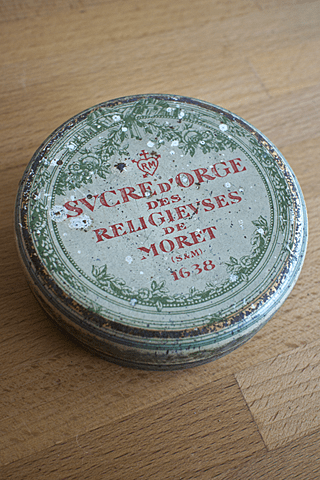 RM
SVCRE D'ORGE
DES
RELIGIEVSES
DE
MORET
(S&M)
1638